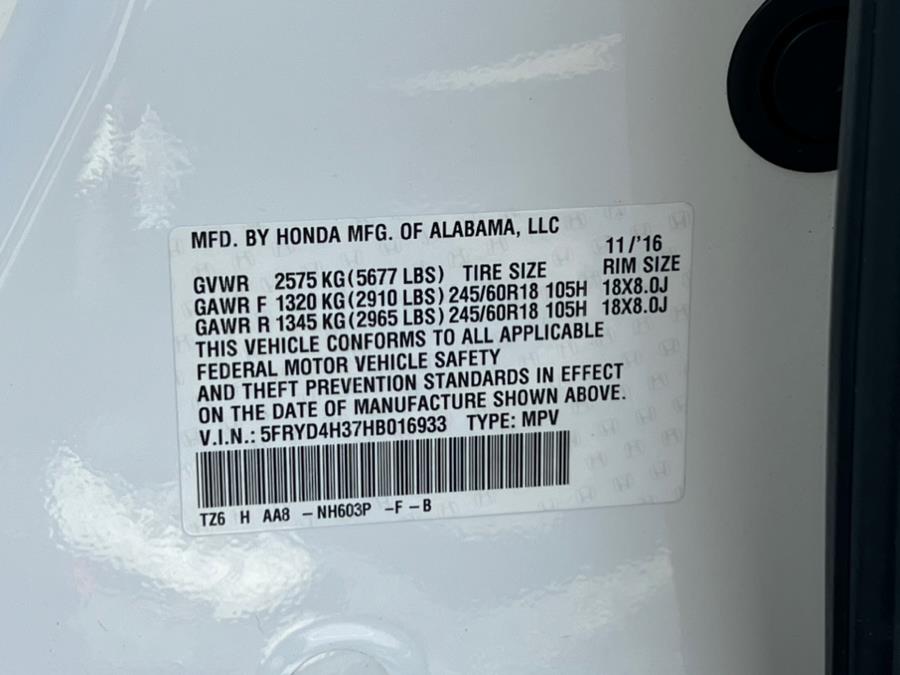 MFD. BY HONDA MFG. OF ALABAMA, LLC 11/'16
GVWR 2575 KG(5677 LBS) TIRE SIZE RIM SIZE
GAWR F 1320 KG(2910 LBS) 245/60R18 105H 18X8.0J
GAWR R 1345 KG(2965 LBS) 245/60R18 105H 18X8.0J
THIS VEHICLE CONFORMS TO ALL APPLICABLE
FEDERAL MOTOR VEHICLE SAFETY
AND THEFT PREVENTION STANDARDS IN EFFECT
ON THE DATE OF MANUFACTURE SHOWN ABOVE.
V.I.N.: 5FRYD4H37HB016933 TYPE: MPV
TZ6 H AA8 -NH603P -F -B